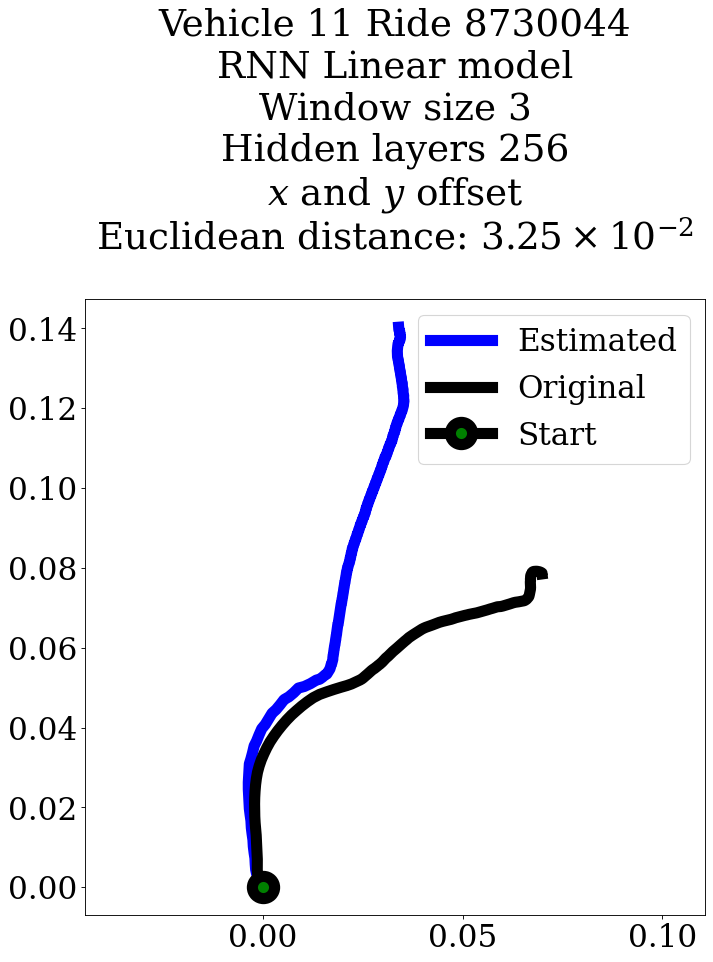 Vehicle 11 Ride 8730044
RNN Linear model
Window size 3
Hidden layers 256
x and y offset
Euclidean distance: 3.25 × 10⁻²
Estimated
Original
Start
0.14
0.12
0.10
0.08
0.06
0.04
0.02
0.00
0.00 0.05 0.10